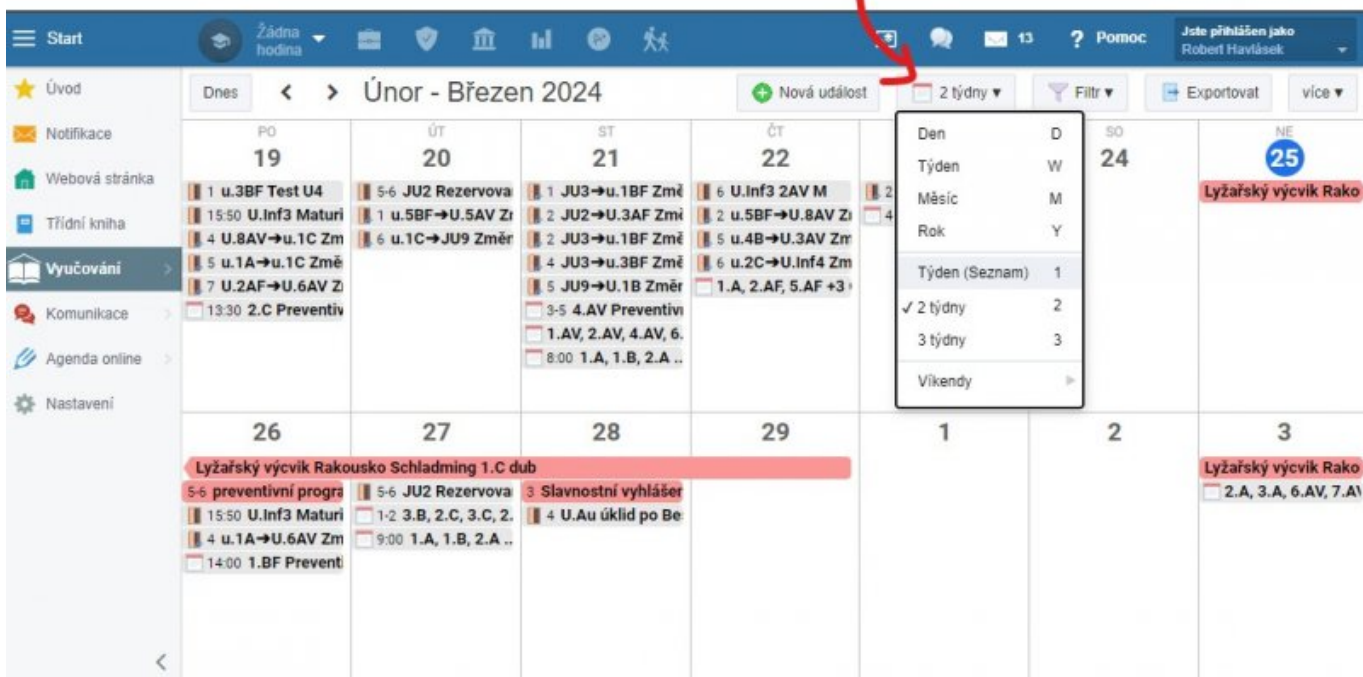 Start
Žádná hodina
13
? Pomoc
Jste přihlášen jako
Robert Havlásek
Úvod
Notifikace
Webová stránka
Třídní kniha
Vyučování
Komunikace
Agenda online
Nastavení
Dnes
Únor - Březen 2024
Nová událost
2 týdny
Filtr
Exportovat
více
PO ÚT ST ČT SO NE
19 20 21 22 24 25
1 u.3BF Test U4
15:50 U.Inf3 Maturi
4 U.8AV→u.1C Zm
5 u.1A→u.1C Změ
7 U.2AF→U.6AV Z
13:30 2.C Preventiv
5-6 JU2 Rezervova
1 u.5BF→U.5AV Zr
6 u.1C→JU9 Změr
1 JU3→u.1BF Změ
2 JU2→U.3AF Změ
2 JU3→u.1BF Změ
4 JU3→u.3BF Změ
5 JU9→U.1B Změr
3-5 4.AV Preventiv
1.AV, 2.AV, 4.AV, 6.
8:00 1.A, 1.B, 2.A ..
6 U.Inf3 2AV M
2 u.5BF→U.8AV Z
5 u.4B→U.3AV Zm
6 u.2C→U.Inf4 Zm
1.A, 2.AF, 5.AF +3
2
4
Lyžařský výcvik Rako
Den D
Týden W
Měsíc M
Rok Y
Týden (Seznam) 1
✓ 2 týdny 2
3 týdny 3
Víkendy
26 27 28 29 1 2 3
Lyžařský výcvik Rakousko Schladming 1.C dub
5-6 preventivní progra
15:50 U.Inf3 Maturi
4 u.1A→U.6AV Zm
14:00 1.BF Preventi
5-6 JU2 Rezervova
1-2 3.B, 2.C, 3.C, 2.
9:00 1.A, 1.B, 2.A ..
3 Slavnostní vyhlášer
4 U.Au úklid po Be
Lyžařský výcvik Rako
2.A, 3.A, 6.AV, 7.AV